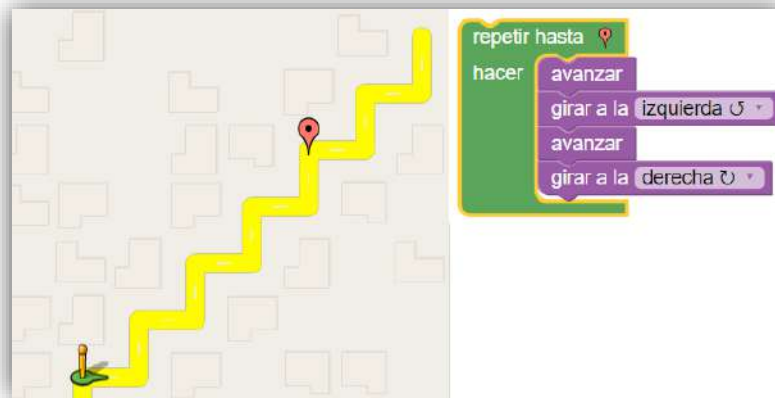 repetir hasta
hacer avanzar
girar a la izquierda ↺
avanzar
girar a la derecha ↻